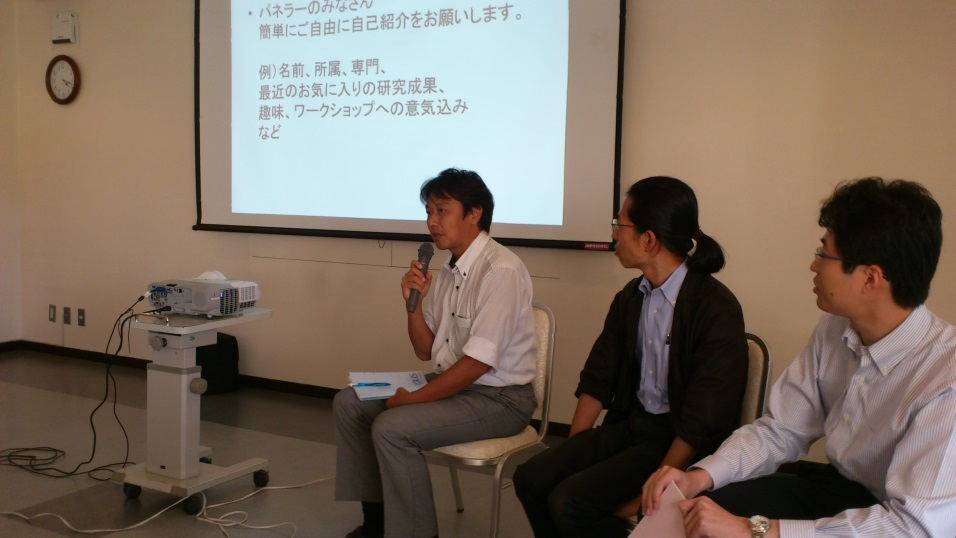 ・パネラーのみなさん
簡単にご自由に自己紹介をお願いします。
例）名前、所属、専門、
最近のお気に入りの研究成果、
趣味、ワークショップへの意気込み
など